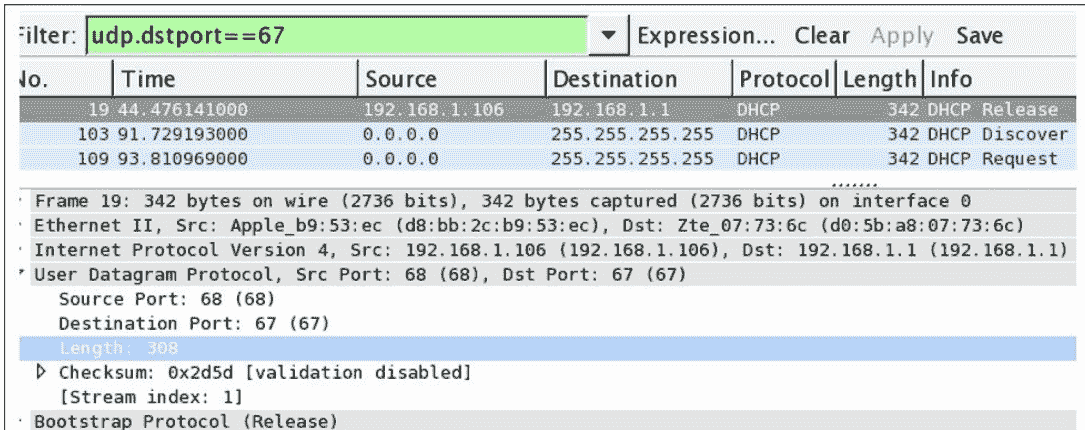 Filter: udp.dstport==67 Expression... Clear Apply Save
No. Time Source Destination Protocol Length Info
19 44.476141000 192.168.1.106 192.168.1.1 DHCP 342 DHCP Release
103 91.729193000 0.0.0.0 255.255.255.255 DHCP 342 DHCP Discover
109 93.810969000 0.0.0.0 255.255.255.255 DHCP 342 DHCP Request
Frame 19: 342 bytes on wire (2736 bits), 342 bytes captured (2736 bits) on interface 0
Ethernet II, Src: Apple_b9:53:ec (d8:bb:2c:b9:53:ec), Dst: Zte_07:73:6c (d0:5b:a8:07:73:6c)
Internet Protocol Version 4, Src: 192.168.1.106 (192.168.1.106), Dst: 192.168.1.1 (192.168.1.1)
User Datagram Protocol, Src Port: 68 (68), Dst Port: 67 (67)
Source Port: 68 (68)
Destination Port: 67 (67)
Length: 308
Checksum: 0x2d5d [validation disabled]
[Stream index: 1]
Bootstrap Protocol (Release)